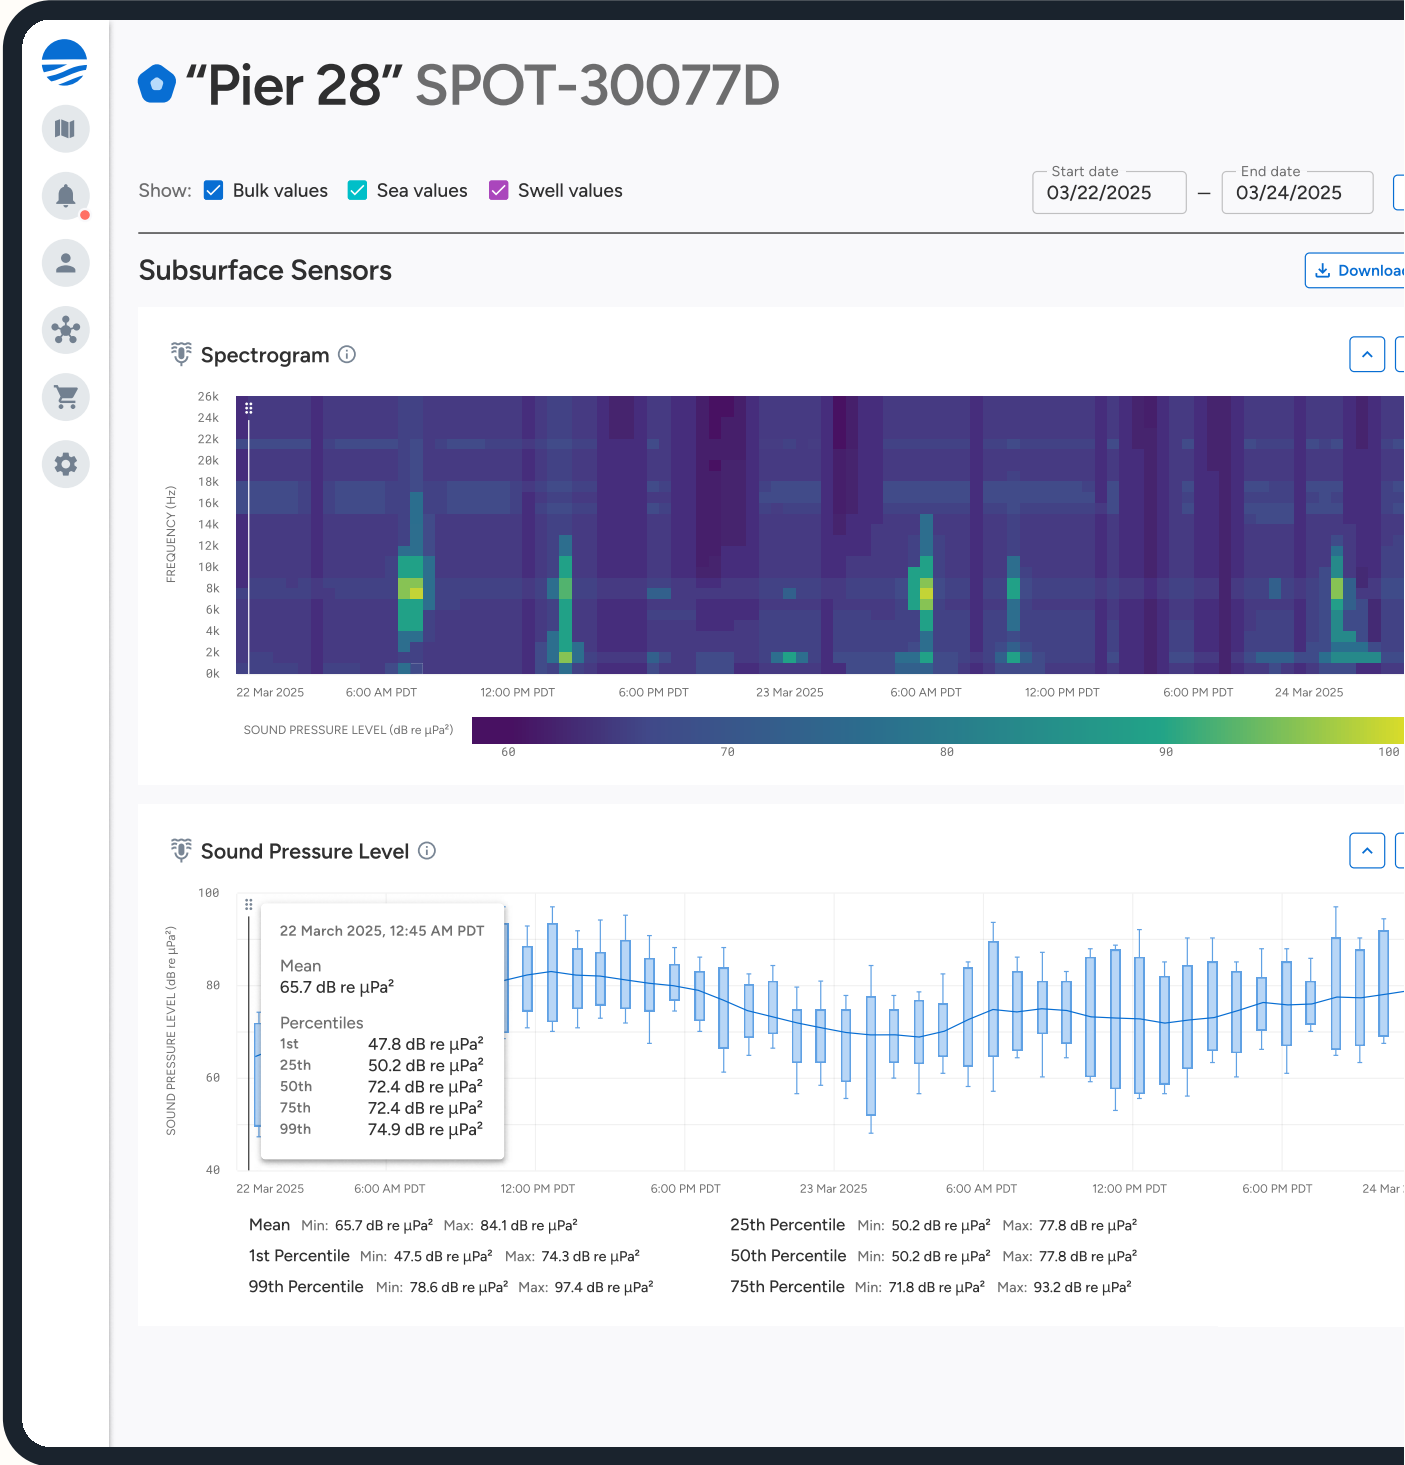 “Pier 28” SPOT-30077D
Show: Bulk values Sea values Swell values
Start date
03/22/2025
–
End date
03/24/2025
Subsurface Sensors
Download
Spectrogram
FREQUENCY (Hz)
26k
24k
22k
20k
18k
16k
14k
12k
10k
8k
6k
4k
2k
0k
22 Mar 2025 6:00 AM PDT 12:00 PM PDT 6:00 PM PDT 23 Mar 2025 6:00 AM PDT 12:00 PM PDT 6:00 PM PDT 24 Mar 2025
SOUND PRESSURE LEVEL (dB re µPa²)
60 70 80 90 100
Sound Pressure Level
SOUND PRESSURE LEVEL (dB re µPa²)
100
80
60
40
22 March 2025, 12:45 AM PDT
Mean
65.7 dB re µPa²
Percentiles
1st 47.8 dB re µPa²
25th 50.2 dB re µPa²
50th 72.4 dB re µPa²
75th 72.4 dB re µPa²
99th 74.9 dB re µPa²
22 Mar 2025 6:00 AM PDT 12:00 PM PDT 6:00 PM PDT 23 Mar 2025 6:00 AM PDT 12:00 PM PDT 6:00 PM PDT 24 Mar
Mean Min: 65.7 dB re µPa² Max: 84.1 dB re µPa²
1st Percentile Min: 47.5 dB re µPa² Max: 74.3 dB re µPa²
99th Percentile Min: 78.6 dB re µPa² Max: 97.4 dB re µPa²
25th Percentile Min: 50.2 dB re µPa² Max: 77.8 dB re µPa²
50th Percentile Min: 50.2 dB re µPa² Max: 77.8 dB re µPa²
75th Percentile Min: 71.8 dB re µPa² Max: 93.2 dB re µPa²